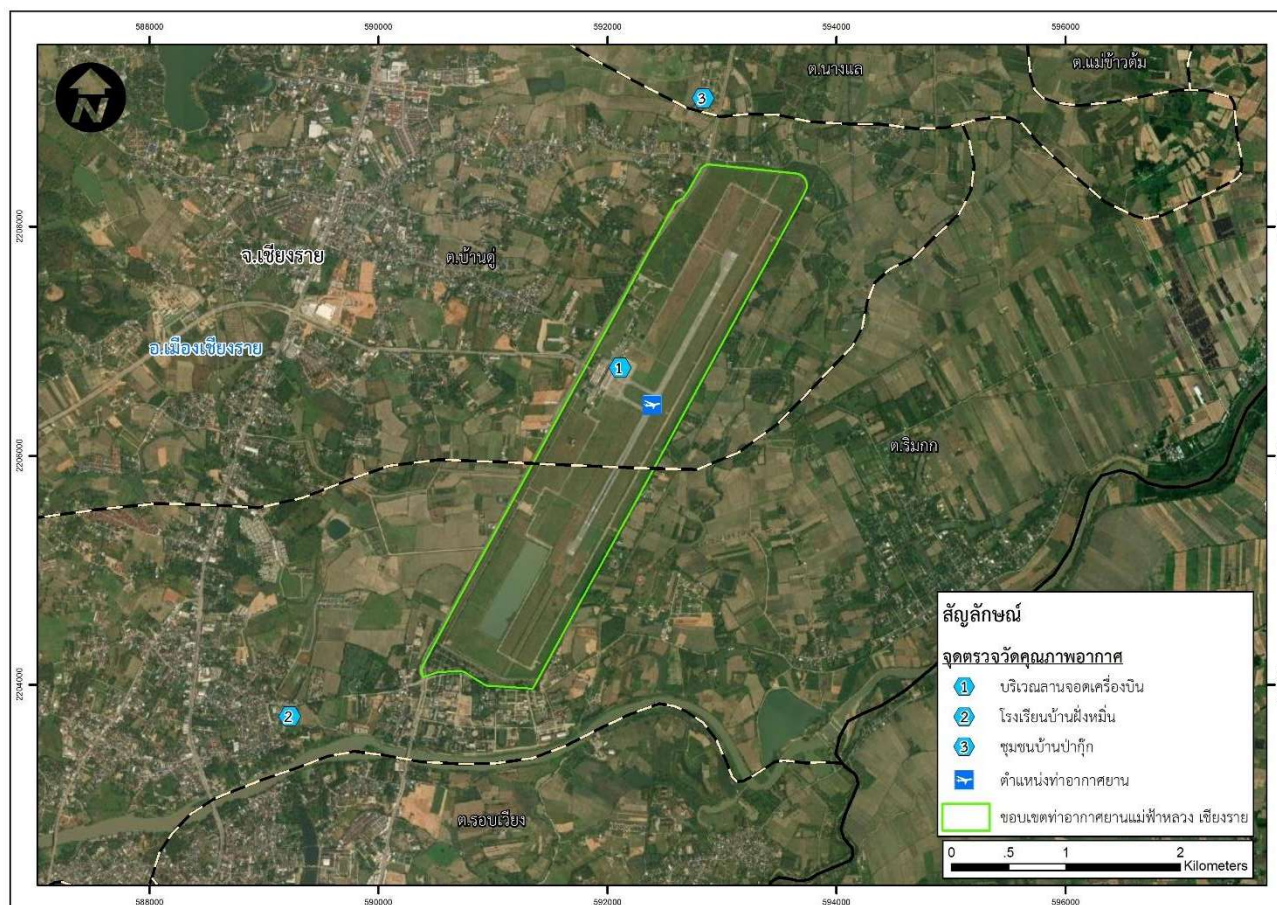 588000 590000 592000 594000 596000
N
3
ต.นางแล
ต.แม่ข้าวต้ม
2208000 2208000
จ.เชียงราย
ต.บ้านดู่
อ.เมืองเชียงราย
1
2206000 2206000
ต.ริมกก
2204000 2204000
2
ต.รอบเวียง
สัญลักษณ์
จุดตรวจวัดคุณภาพอากาศ
1 บริเวณลานจอดเครื่องบิน
2 โรงเรียนบ้านฝั่งหมิ่น
3 ชุมชนบ้านป่ากุ๊ก
ตำแหน่งท่าอากาศยาน
ขอบเขตท่าอากาศยานแม่ฟ้าหลวง เชียงราย
0 .5 1 2
Kilometers
588000 590000 592000 594000 596000